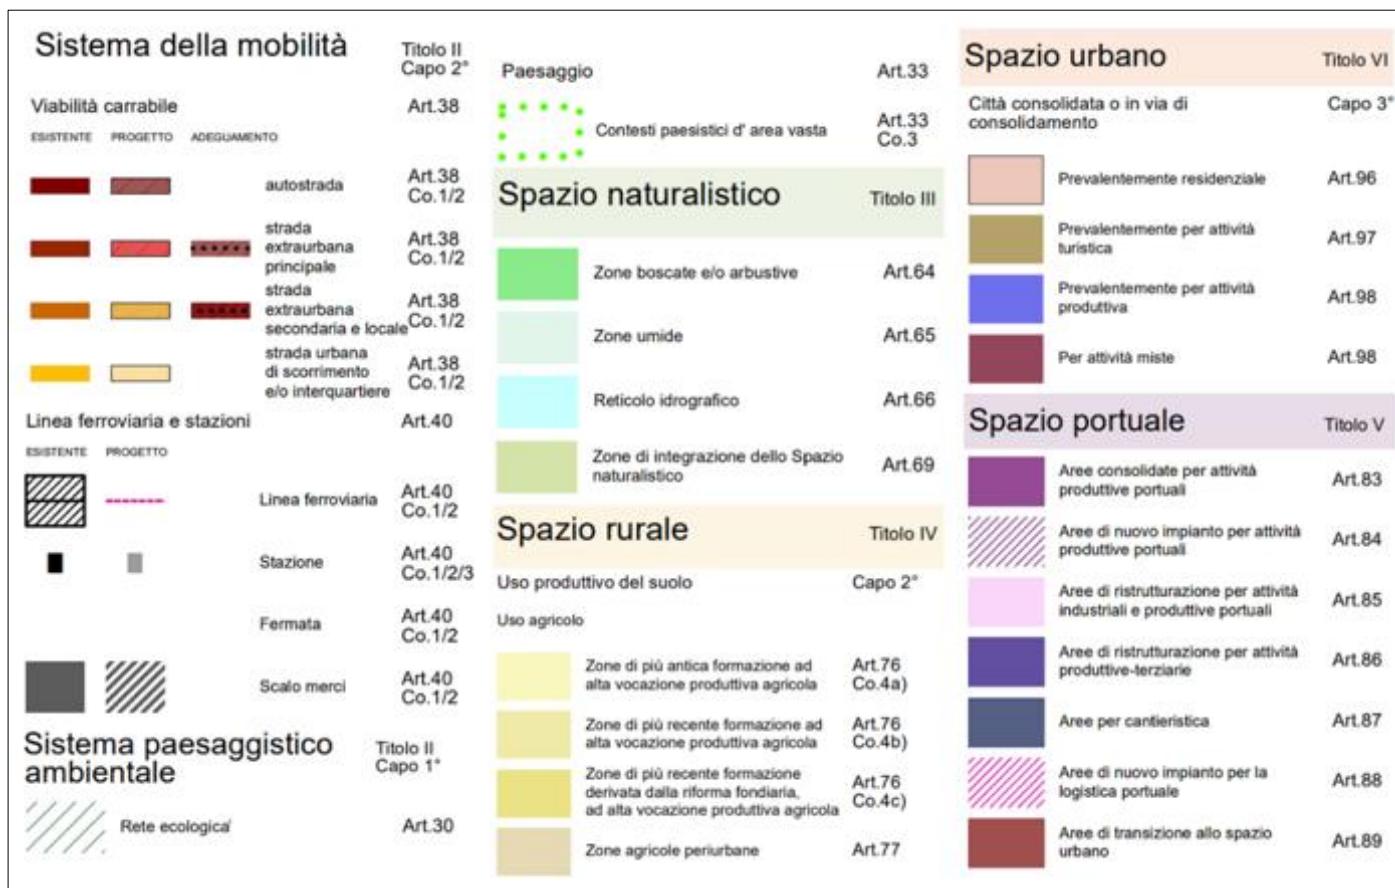 Sistema della mobilità
Titolo II
Capo 2°
Viabilità carrabile
Art.38
ESISTENTE PROGETTO ADEGUAMENTO
autostrada
Art.38
Co.1/2
strada
extraurbana
principale
Art.38
Co.1/2
strada
extraurbana
secondaria e locale
Art.38
Co.1/2
strada urbana
di scorrimento
e/o interquartiere
Art.38
Co.1/2
Linea ferroviaria e stazioni
Art.40
ESISTENTE PROGETTO
Linea ferroviaria
Art.40
Co.1/2
Stazione
Art.40
Co.1/2/3
Fermata
Art.40
Co.1/2
Scalo merci
Art.40
Co.1/2
Sistema paesaggistico
ambientale
Titolo II
Capo 1°
Rete ecologica
Art.30
Paesaggio
Art.33
Contesti paesistici d' area vasta
Art.33
Co.3
Spazio naturalistico
Titolo III
Zone boscate e/o arbustive
Art.64
Zone umide
Art.65
Reticolo idrografico
Art.66
Zone di integrazione dello Spazio
naturalistico
Art.69
Spazio rurale
Titolo IV
Uso produttivo del suolo
Capo 2°
Uso agricolo
Zone di più antica formazione ad
alta vocazione produttiva agricola
Art.76
Co.4a)
Zone di più recente formazione ad
alta vocazione produttiva agricola
Art.76
Co.4b)
Zone di più recente formazione
derivata dalla riforma fondiaria,
ad alta vocazione produttiva agricola
Art.76
Co.4c)
Zone agricole periurbane
Art.77
Spazio urbano
Titolo VI
Città consolidata o in via di
consolidamento
Capo 3°
Prevalentemente residenziale
Art.96
Prevalentemente per attività
turistica
Art.97
Prevalentemente per attività
produttiva
Art.98
Per attività miste
Art.98
Spazio portuale
Titolo V
Aree consolidate per attività
produttive portuali
Art.83
Aree di nuovo impianto per attività
produttive portuali
Art.84
Aree di ristrutturazione per attività
industriali e produttive portuali
Art.85
Aree di ristrutturazione per attività
produttive-terziarie
Art.86
Aree per cantieristica
Art.87
Aree di nuovo impianto per la
logistica portuale
Art.88
Aree di transizione allo spazio
urbano
Art.89